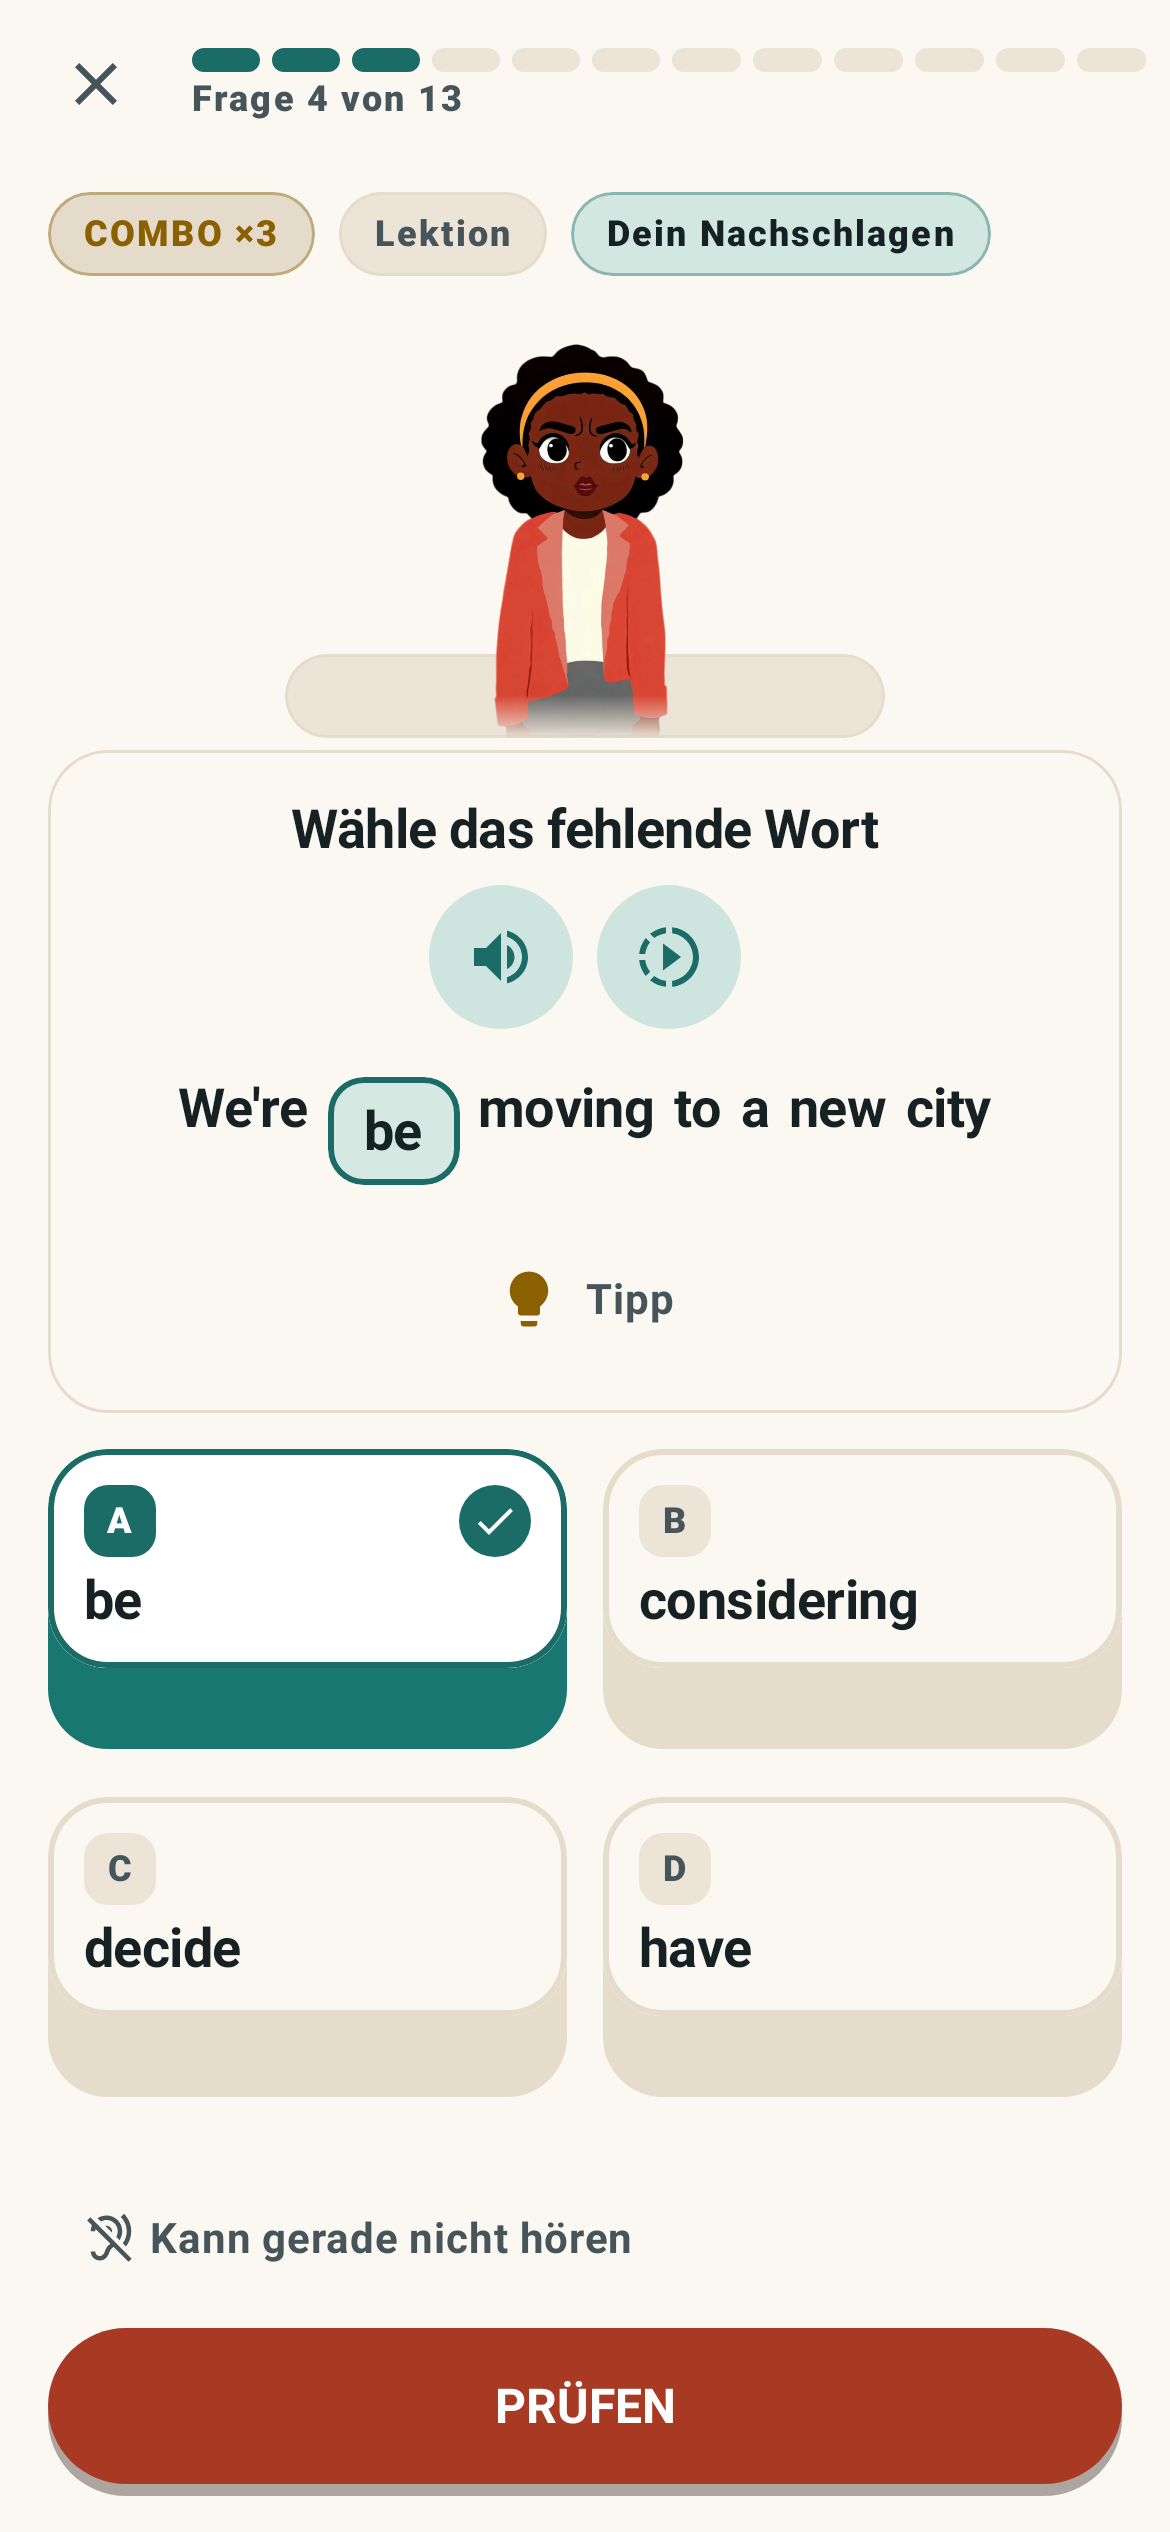 Frage 4 von 13
COMBO ×3
Lektion
Dein Nachschlagen
Wähle das fehlende Wort
We're be moving to a new city
Tipp
A
be
B
considering
C
decide
D
have
Kann gerade nicht hören
PRÜFEN